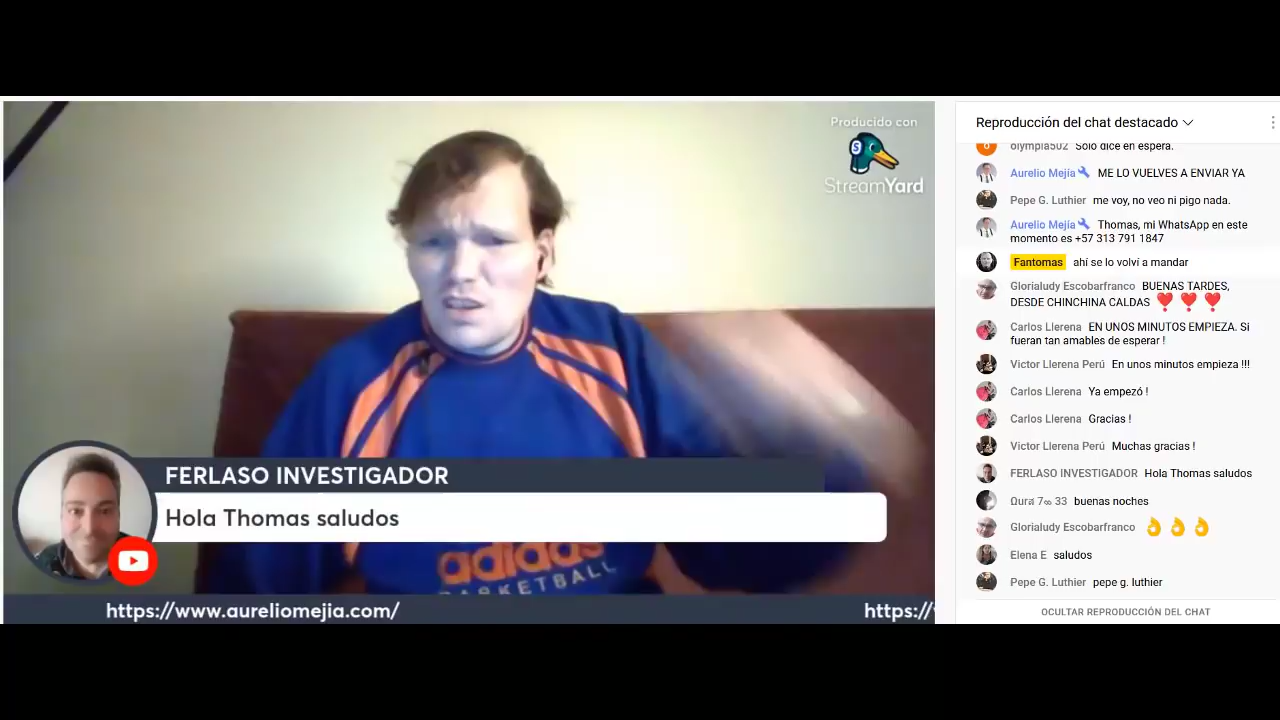 Producido con
StreamYard
FERLASO INVESTIGADOR
Hola Thomas saludos
adidas
BASKETBALL
https://www.aureliomejia.com/
https://
Reproducción del chat destacado
olympia502 Solo dice en espera.
Aurelio Mejía ME LO VUELVES A ENVIAR YA
Pepe G. Luthier me voy, no veo ni pigo nada.
Aurelio Mejía Thomas, mi WhatsApp en este
momento es +57 313 791 1847
Fantomas ahí se lo volví a mandar
Glorialudy Escobarfranco BUENAS TARDES,
DESDE CHINCHINA CALDAS ❣️ ❣️ ❣️
Carlos Llerena EN UNOS MINUTOS EMPIEZA. Si
fueran tan amables de esperar !
Victor Llerena Perú En unos minutos empieza !!!
Carlos Llerena Ya empezó !
Carlos Llerena Gracias !
Victor Llerena Perú Muchas gracias !
FERLASO INVESTIGADOR Hola Thomas saludos
33 buenas noches
Glorialudy Escobarfranco 👌👌👌
Elena E saludos
Pepe G. Luthier pepe g. luthier
OCULTAR REPRODUCCIÓN DEL CHAT